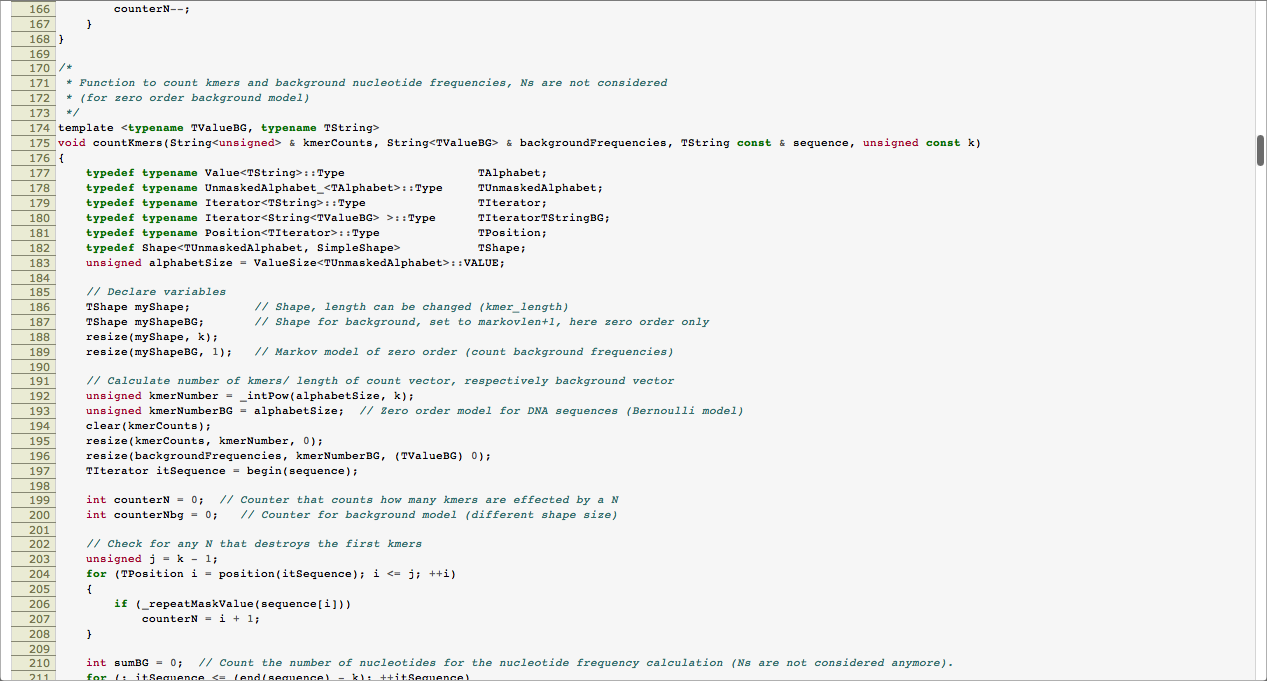 166         counterN--;
167     }
168 }
169
170 /*
171  * Function to count kmers and background nucleotide frequencies, Ns are not considered
172  * (for zero order background model)
173  */
174 template <typename TValueBG, typename TString>
175 void countKmers(String<unsigned> & kmerCounts, String<TValueBG> & backgroundFrequencies, TString const & sequence, unsigned const k)
176 {
177     typedef typename Value<TString>::Type                   TAlphabet;
178     typedef typename UnmaskedAlphabet_<TAlphabet>::Type     TUnmaskedAlphabet;
179     typedef typename Iterator<TString>::Type                TIterator;
180     typedef typename Iterator<String<TValueBG> >::Type      TIteratorTStringBG;
181     typedef typename Position<TIterator>::Type              TPosition;
182     typedef Shape<TUnmaskedAlphabet, SimpleShape>           TShape;
183     unsigned alphabetSize = ValueSize<TUnmaskedAlphabet>::VALUE;
184
185     // Declare variables
186     TShape myShape;         // Shape, length can be changed (kmer_length)
187     TShape myShapeBG;       // Shape for background, set to markovlen+1, here zero order only
188     resize(myShape, k);
189     resize(myShapeBG, 1);   // Markov model of zero order (count background frequencies)
190
191     // Calculate number of kmers/ length of count vector, respectively background vector
192     unsigned kmerNumber = _intPow(alphabetSize, k);
193     unsigned kmerNumberBG = alphabetSize;  // Zero order model for DNA sequences (Bernoulli model)
194     clear(kmerCounts);
195     resize(kmerCounts, kmerNumber, 0);
196     resize(backgroundFrequencies, kmerNumberBG, (TValueBG) 0);
197     TIterator itSequence = begin(sequence);
198
199     int counterN = 0;  // Counter that counts how many kmers are effected by a N
200     int counterNbg = 0;   // Counter for background model (different shape size)
201
202     // Check for any N that destroys the first kmers
203     unsigned j = k - 1;
204     for (TPosition i = position(itSequence); i <= j; ++i)
205     {
206         if (_repeatMaskValue(sequence[i]))
207             counterN = i + 1;
208     }
209
210     int sumBG = 0;  // Count the number of nucleotides for the nucleotide frequency calculation (Ns are not considered anymore).
211     for (; itSequence <= (end(sequence) - k); ++itSequence)